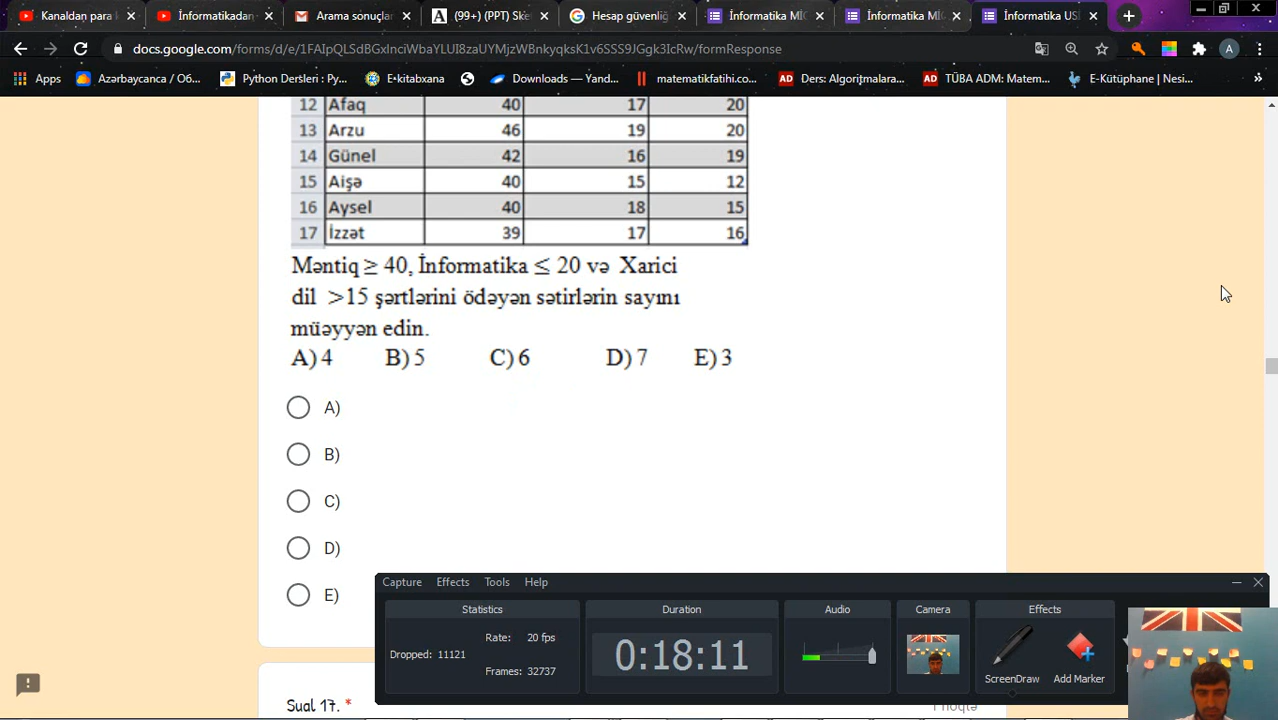 Kanaldan para k
İnformatikadan
Arama sonuçlar
(99+) (PPT) Ske
Hesap güvenliğ
İnformatika MİQ
İnformatika MİQ
İnformatika USİ
docs.google.com/forms/d/e/1FAIpQLSdBGxlnciWbaYLUI8zaUYMjzWBnkyqksK1v6SSS9JGgk3IcRw/formResponse
Apps
Azərbaycanca / O6...
Python Dersleri : Py...
E-kitabxana
Downloads — Yand...
matematikfatihi.co...
Ders: Algoritmalara...
TÜBA ADM: Matem...
E-Kütüphane | Nesi...
12 Afaq 40 17 20
13 Arzu 46 19 20
14 Günel 42 16 19
15 Aişə 40 15 12
16 Aysel 40 18 15
17 İzzət 39 17 16
Məntiq ≥ 40, İnformatika ≤ 20 və Xarici
dil >15 şərtlərini ödəyən sətirlərin sayını
müəyyən edin.
A) 4 B) 5 C) 6 D) 7 E) 3
A)
B)
C)
D)
E)
Capture Effects Tools Help
Statistics Duration Audio Camera Effects
Rate: 20 fps
Dropped: 11121
Frames: 32737
0:18:11
ScreenDraw
Add Marker
Sual 17. *